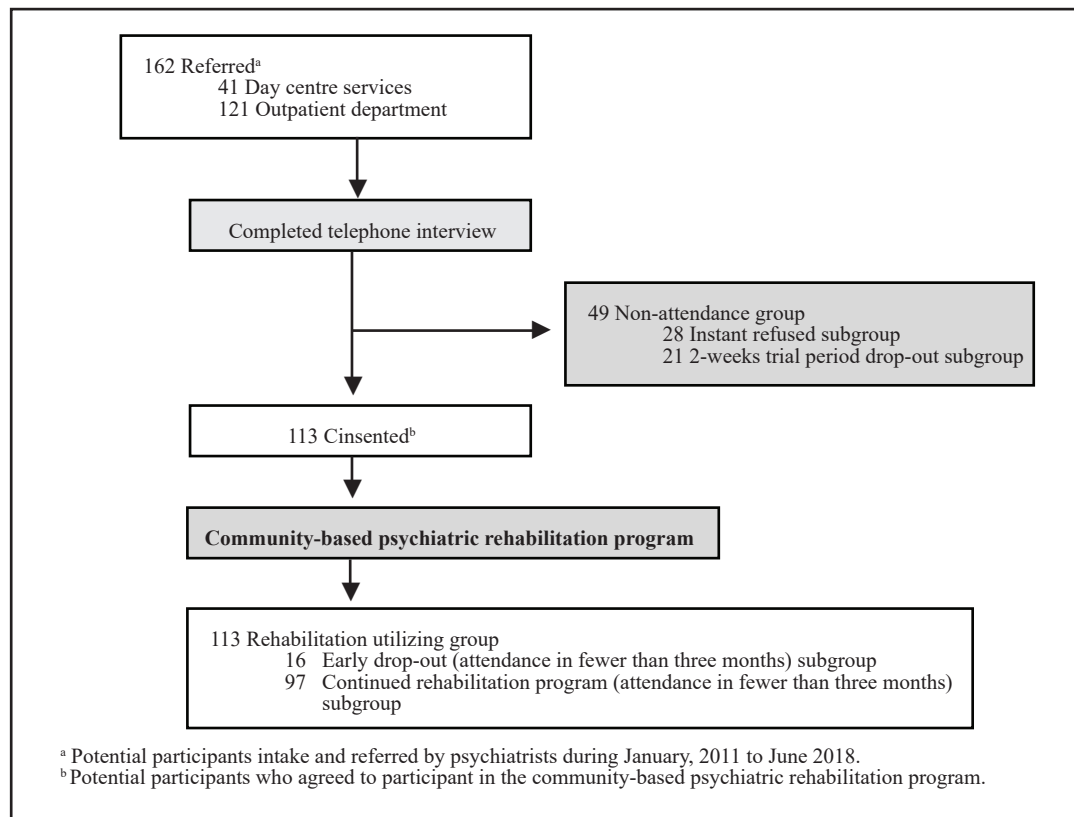 162 Referredᵃ
41 Day centre services
121 Outpatient department
Completed telephone interview
49 Non-attendance group
28 Instant refused subgroup
21 2-weeks trial period drop-out subgroup
113 Cinsentedᵇ
Community-based psychiatric rehabilitation program
113 Rehabilitation utilizing group
16 Early drop-out (attendance in fewer than three months) subgroup
97 Continued rehabilitation program (attendance in fewer than three months)
subgroup
ᵃ Potential participants intake and referred by psychiatrists during January, 2011 to June 2018.
ᵇ Potential participants who agreed to participant in the community-based psychiatric rehabilitation program.